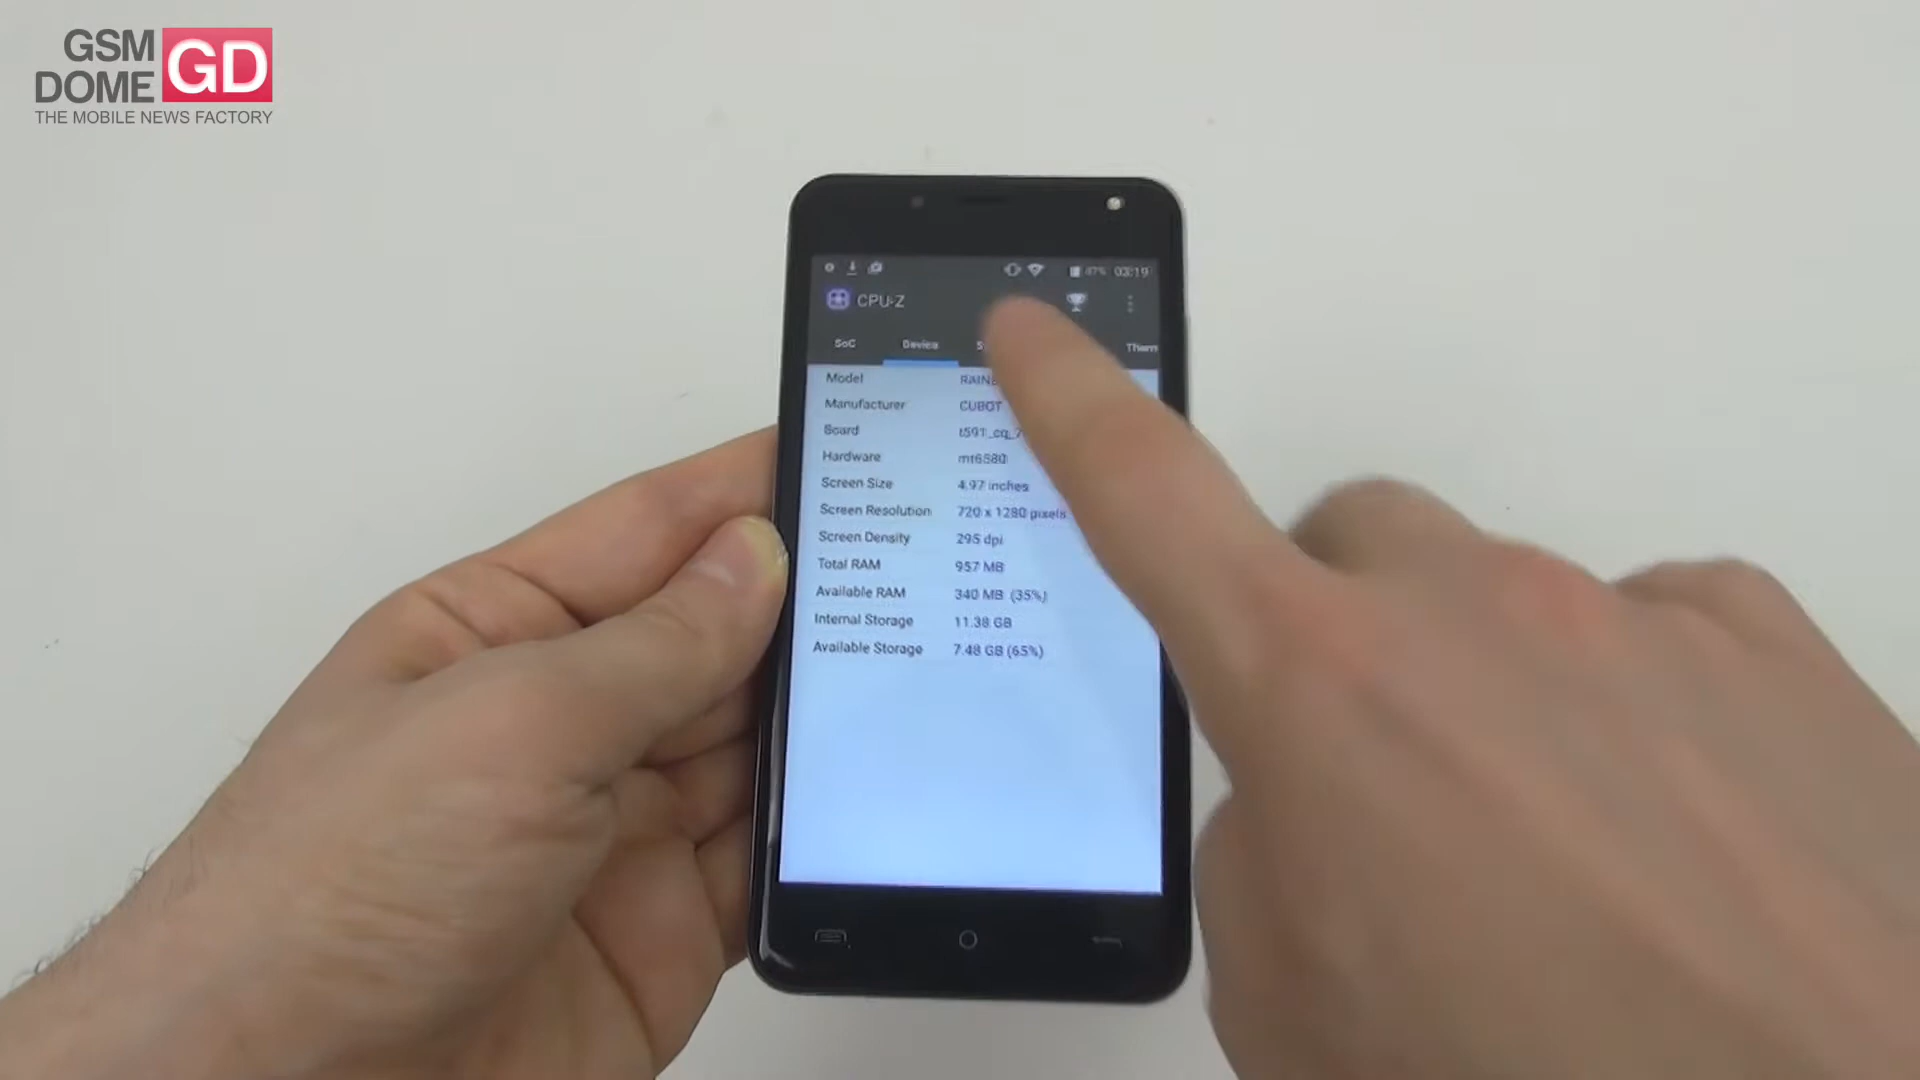 GSM
DOME GD
THE MOBILE NEWS FACTORY
87% 03:19
CPU-Z
SoC Device Therm
Model
Manufacturer CUBOT
Board
Hardware mt6580
Screen Size 4.97 inches
Screen Resolution 720 x 1280 pixels
Screen Density 295 dpi
Total RAM 957 MB
Available RAM 340 MB (35%)
Internal Storage 11.38 GB
Available Storage 7.48 GB (65%)